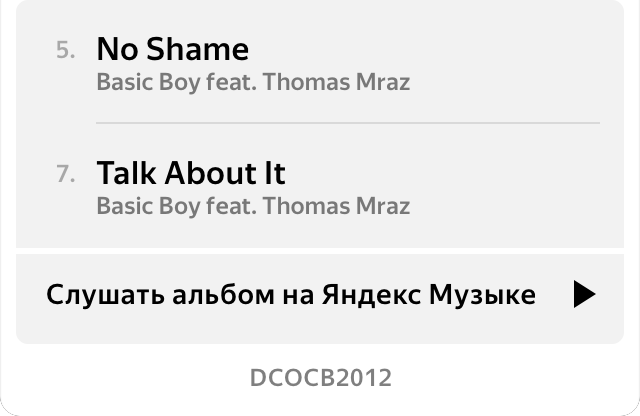 5. No Shame
Basic Boy feat. Thomas Mraz
7. Talk About It
Basic Boy feat. Thomas Mraz
Слушать альбом на Яндекс Музыке
DCOCB2012